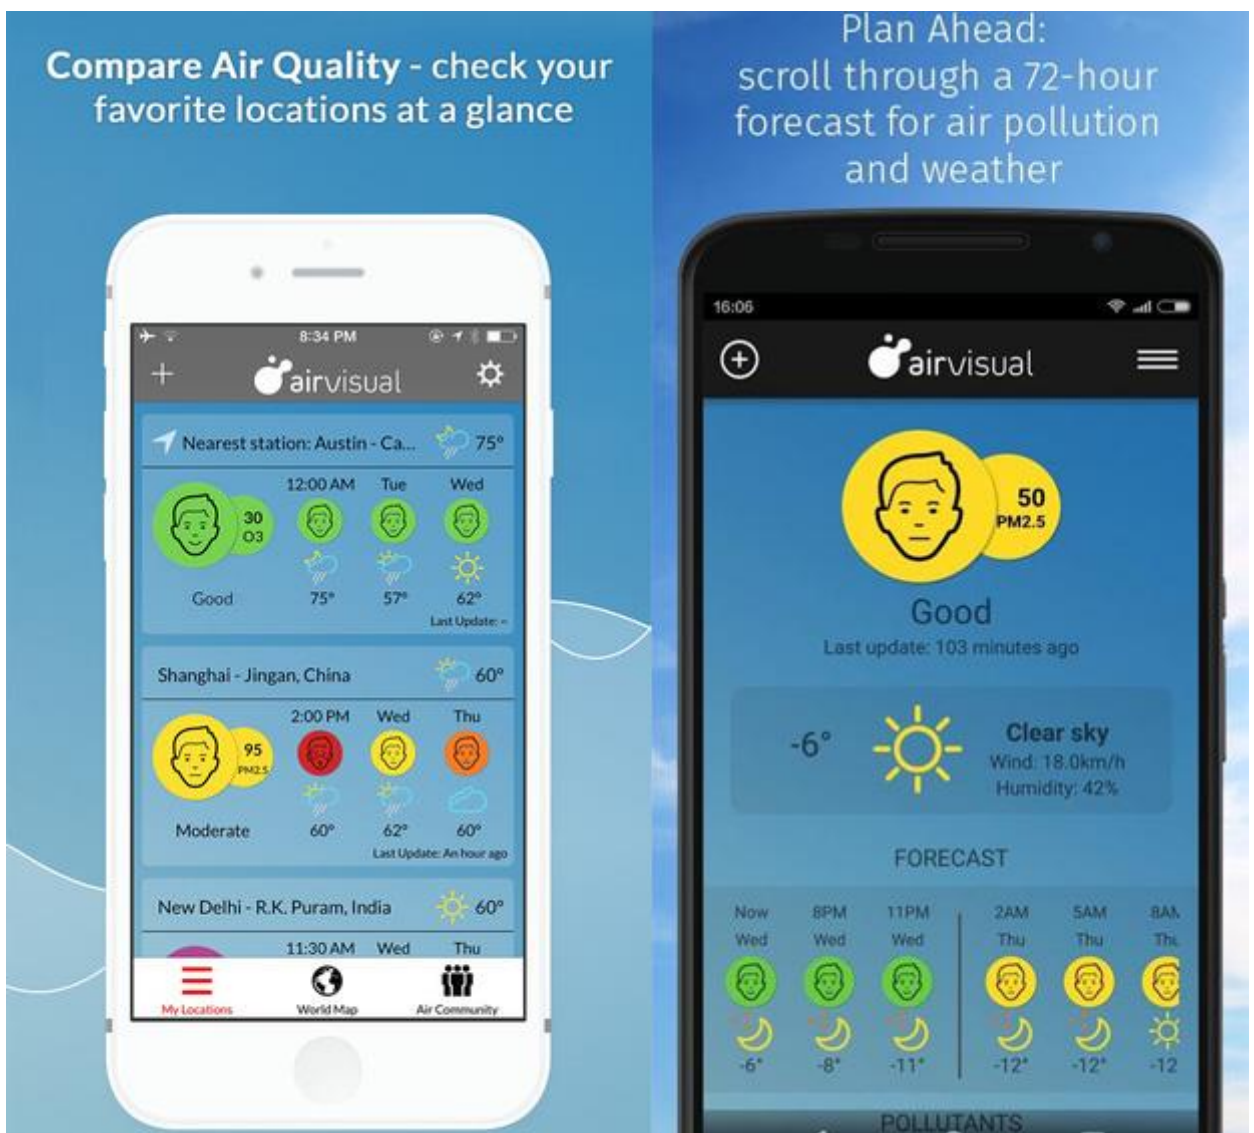 Compare Air Quality - check your
favorite locations at a glance
8:34 PM
airvisual
Nearest station: Austin - Ca... 75°
12:00 AM Tue Wed
30
O3
Good 75° 57° 62°
Last Update: --
Shanghai - Jingan, China 60°
2:00 PM Wed Thu
95
PM2.5
Moderate 60° 62° 60°
Last Update: An hour ago
New Delhi - R.K. Puram, India 60°
11:30 AM Wed Thu
My Locations World Map Air Community
Plan Ahead:
scroll through a 72-hour
forecast for air pollution
and weather
16:06
airvisual
50
PM2.5
Good
Last update: 103 minutes ago
-6° Clear sky
Wind: 18.0km/h
Humidity: 42%
FORECAST
Now 8PM 11PM 2AM 5AM 8AM
Wed Wed Wed Thu Thu Thu
-6° -8° -11° -12° -12° -12
POLLUTANTS